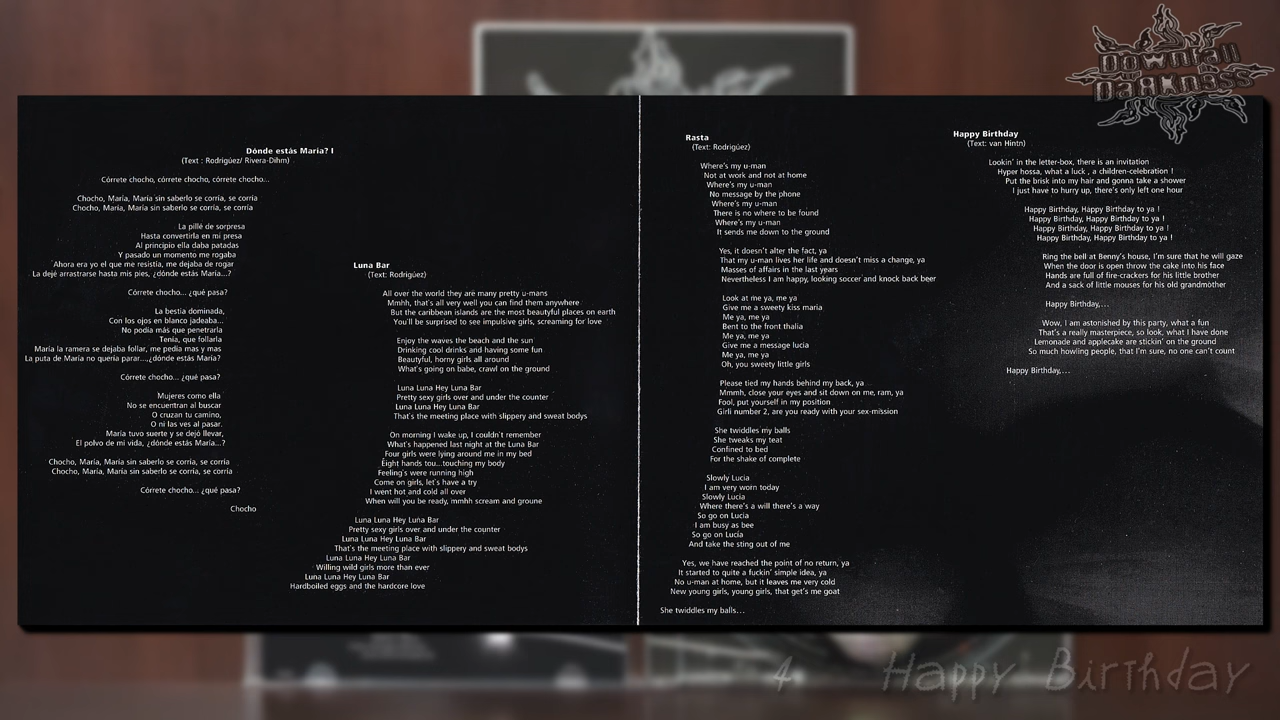 Dónde estàs Maria? I
(Text : Rodrigúez/ Rivera-Dihm)
Córrete chocho, córrete chocho, córrete chocho...
Chocho, María, María sin saberlo se corría, se corría
Chocho, María, María sin saberlo se corría, se corría
La pillé de sorpresa
Hasta convertirla en mi presa
Al principio ella daba patadas
Y pasado un momento me rogaba
Ahora era yo el que me resistía, me dejaba de rogar
La dejé arrastrarse hasta mis pies, ¿dónde estás María...?
Córrete chocho... ¿qué pasa?
La bestia dominada,
Con los ojos en blanco jadeaba...
No podía más que penetrarla
Tenía, que follarla
María la ramera se dejaba follar, me pedía mas y mas
La puta de María no quería parar...,¿dónde estás María?
Córrete chocho... ¿qué pasa?
Mujeres como ella
No se encuentran al buscar
O cruzan tu camino,
O ni las ves al pasar.
María tuvo suerte y se dejó llevar,
El polvo de mi vida, ¿dónde estás María...?
Chocho, María, María sin saberlo se corría, se corría
Chocho, María, María sin saberlo se corría, se corría
Córrete chocho... ¿qué pasa?
Chocho
Luna Bar
(Text: Rodrigúez)
All over the world they are many pretty u-mans
Mmhh, that's all very well you can find them anywhere
But the caribbean islands are the most beautyful places on earth
You'll be surprised to see impulsive girls, screaming for love
Enjoy the waves the beach and the sun
Drinking cool drinks and having some fun
Beautyful, horny girls all around
What's going on babe, crawl on the ground
Luna Luna Hey Luna Bar
Pretty sexy girls over and under the counter
Luna Luna Hey Luna Bar
That's the meeting place with slippery and sweat bodys
On morning I wake up, I couldn't remember
What's happened last night at the Luna Bar
Four girls were lying around me in my bed
Eight hands tou...touching my body
Feeling's were running high
Come on girls, let's have a try
I went hot and cold all over
When will you be ready, mmhh scream and groune
Luna Luna Hey Luna Bar
Pretty sexy girls over and under the counter
Luna Luna Hey Luna Bar
That's the meeting place with slippery and sweat bodys
Luna Luna Hey Luna Bar
Willing wild girls more than ever
Luna Luna Hey Luna Bar
Hardboiled eggs and the hardcore love
Rasta
(Text: Rodrigúez)
Where's my u-man
Not at work and not at home
Where's my u-man
No message by the phone
Where's my u-man
There is no where to be found
Where's my u-man
It sends me down to the ground
Yes, it doesn't alter the fact, ya
That my u-man lives her life and doesn't miss a change, ya
Masses of affairs in the last years
Nevertheless I am happy, looking soccer and knock back beer
Look at me ya, me ya
Give me a sweety kiss maria
Me ya, me ya
Bent to the front thalia
Me ya, me ya
Give me a message lucia
Me ya, me ya
Oh, you sweety little girls
Please tied my hands behind my back, ya
Mmmh, close your eyes and sit down on me, ram, ya
Fool, put yourself in my position
Girli number 2, are you ready with your sex-mission
She twiddles my balls
She tweaks my teat
Confined to bed
For the shake of complete
Slowly Lucia
I am very worn today
Slowly Lucia
Where there's a will there's a way
So go on Lucia
I am busy as bee
So go on Lucia
And take the sting out of me
Yes, we have reached the point of no return, ya
It started to quite a fuckin' simple idea, ya
No u-man at home, but it leaves me very cold
New young girls, young girls, that get's me goat
She twiddles my balls...
Happy Birthday
(Text: van Hintn)
Lookin' in the letter-box, there is an invitation
Hyper hossa, what a luck , a children-celebration !
Put the brisk into my hair and gonna take a shower
I just have to hurry up, there's only left one hour
Happy Birthday, Happy Birthday to ya !
Happy Birthday, Happy Birthday to ya !
Happy Birthday, Happy Birthday to ya !
Happy Birthday, Happy Birthday to ya !
Ring the bell at Benny's house, I'm sure that he will gaze
When the door is open throw the cake into his face
Hands are full of fire-crackers for his little brother
And a sack of little mouses for his old grandmother
Happy Birthday,...
Wow, I am astonished by this party, what a fun
That's a really masterpiece, so look, what I have done
Lemonade and applecake are stickin' on the ground
So much howling people, that I'm sure, no one can't count
Happy Birthday,...
Downfall of Darkness
4. Happy Birthday